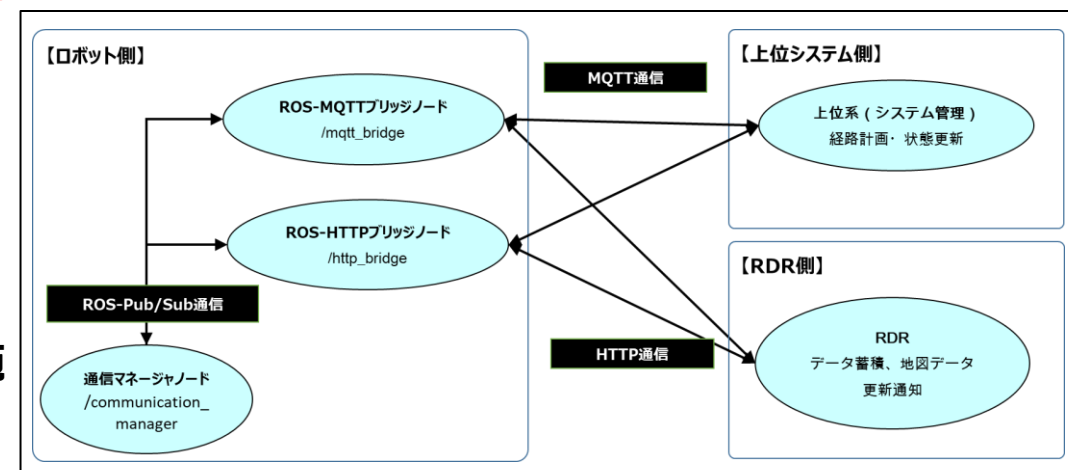 【ロボット側】
ROS-MQTTブリッジノード
/mqtt_bridge
ROS-HTTPブリッジノード
/http_bridge
ROS-Pub/Sub通信
通信マネージャノード
/communication_
manager
MQTT通信
HTTP通信
【上位システム側】
上位系 ( システム管理 )
経路計画・状態更新
【RDR側】
RDR
データ蓄積、地図データ
更新通知